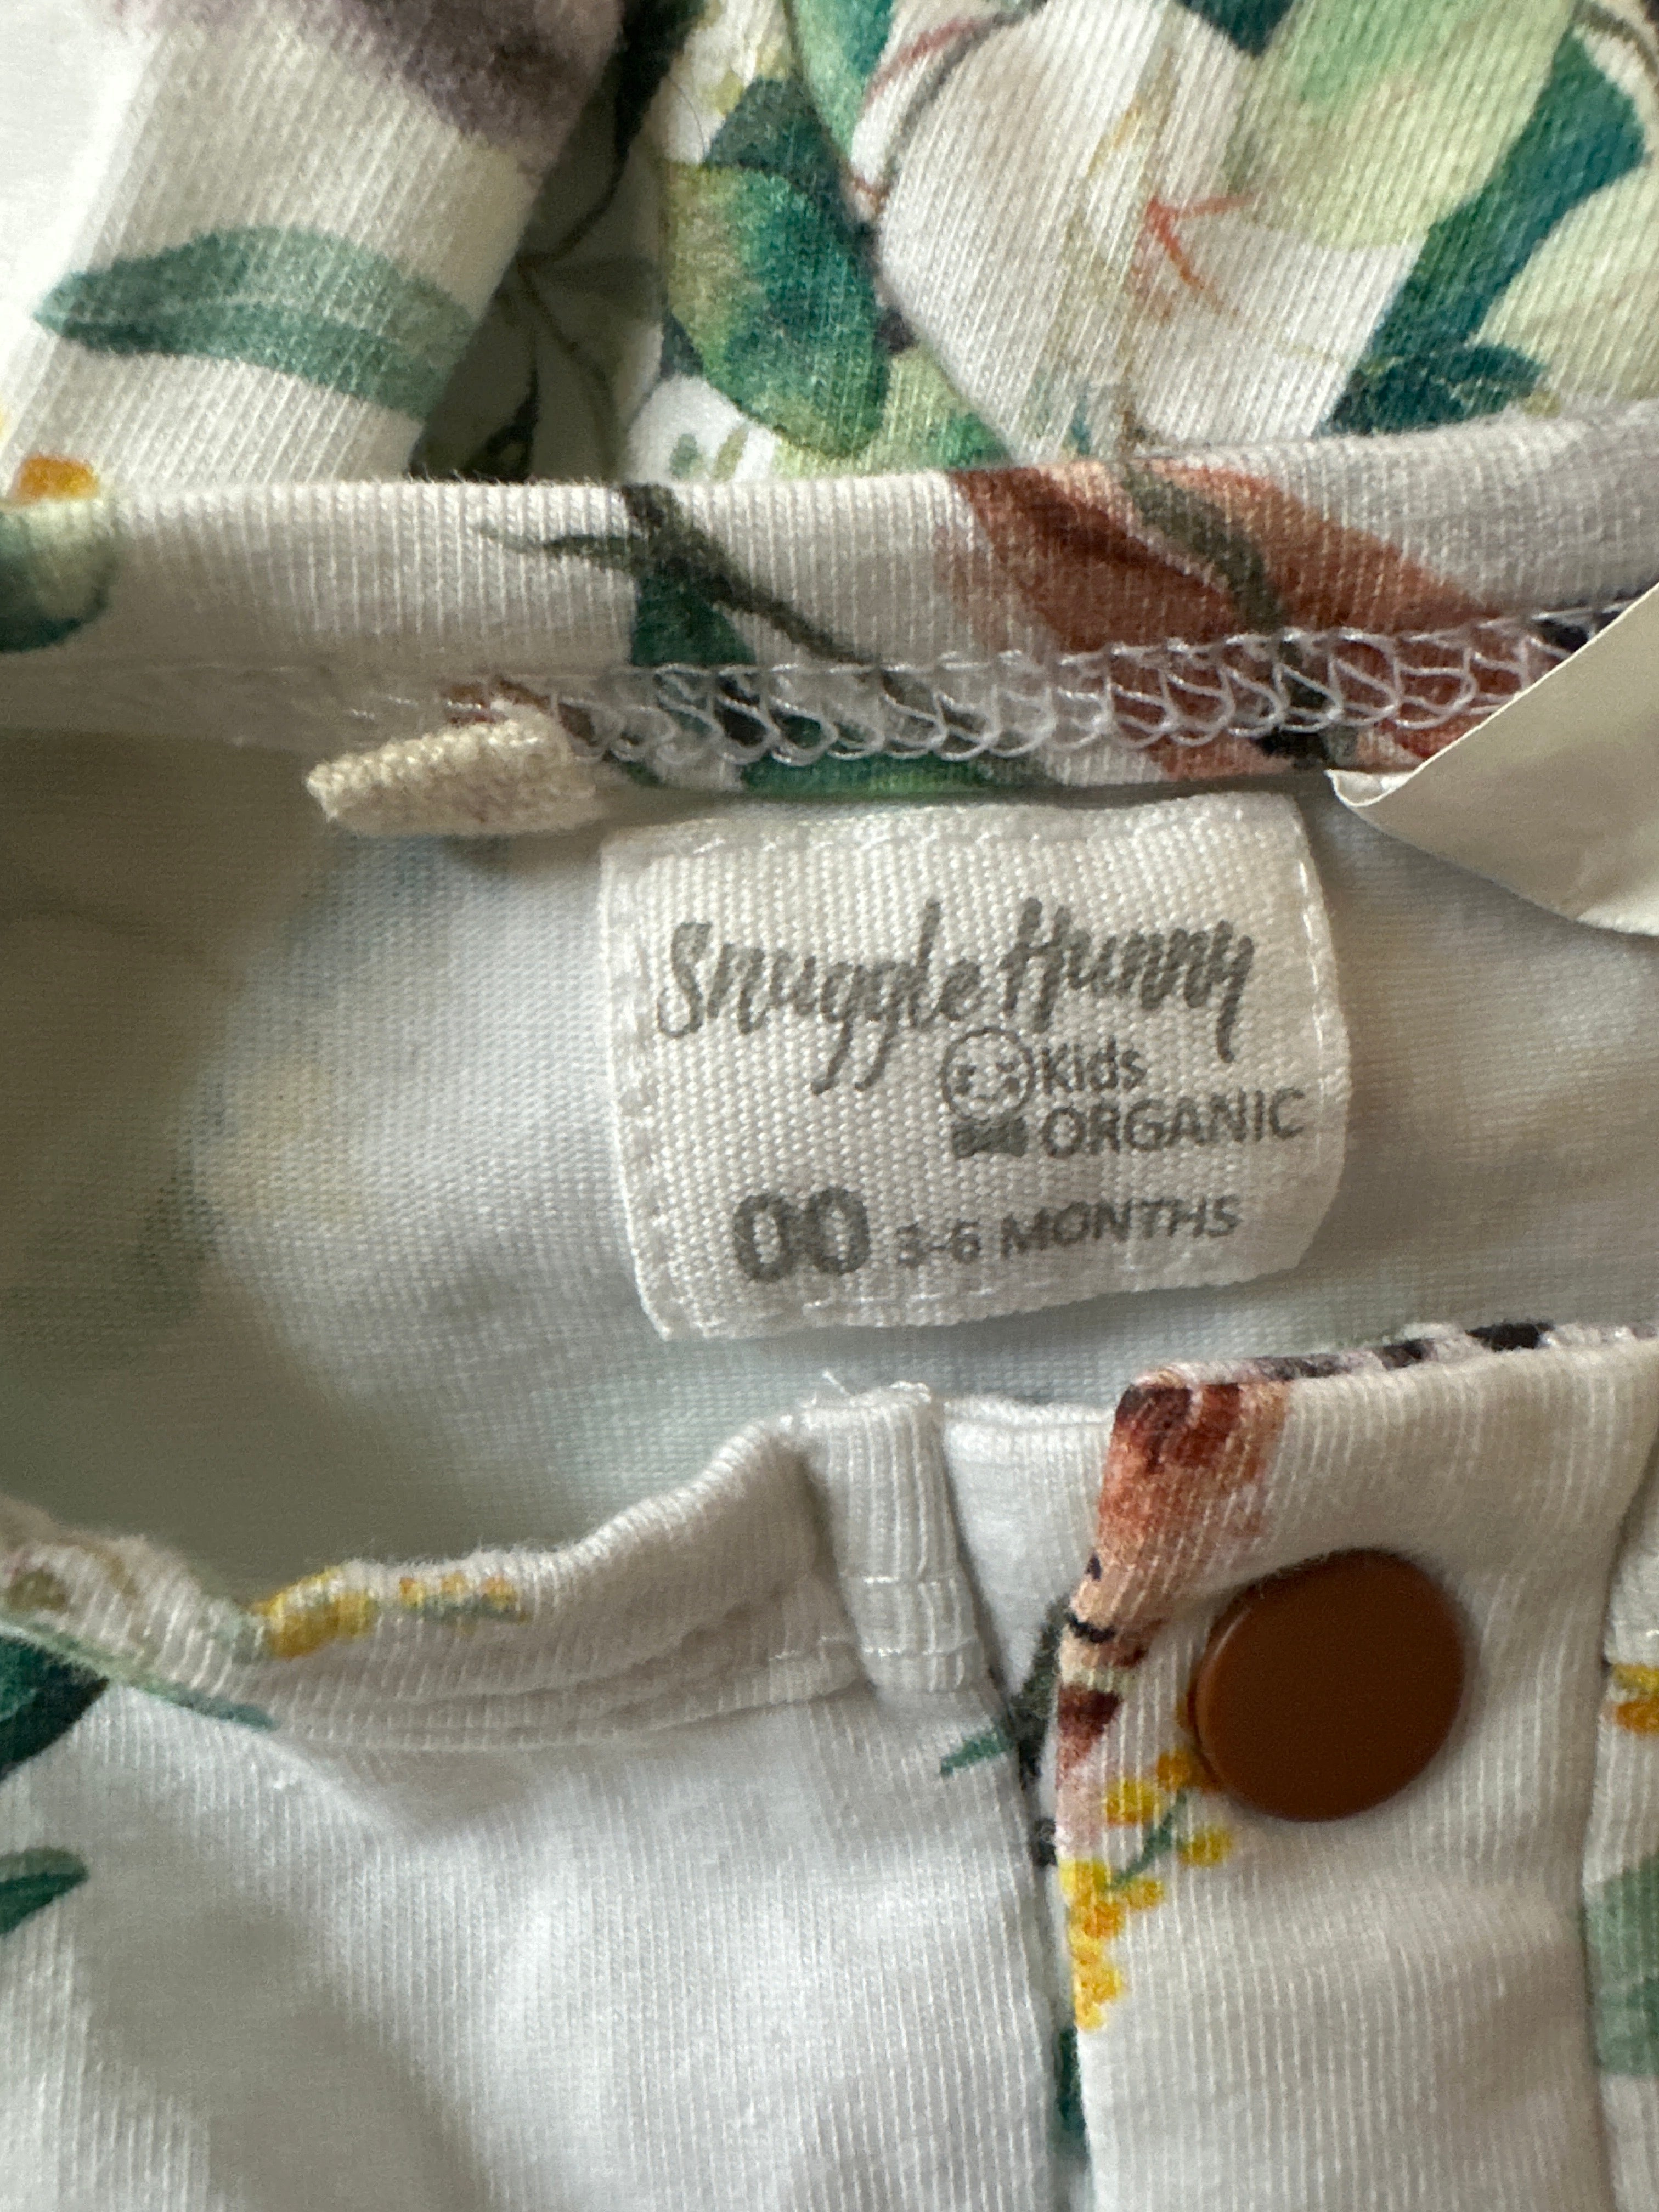 Snuggle Hunny
Kids
ORGANIC
00 3-6 MONTHS